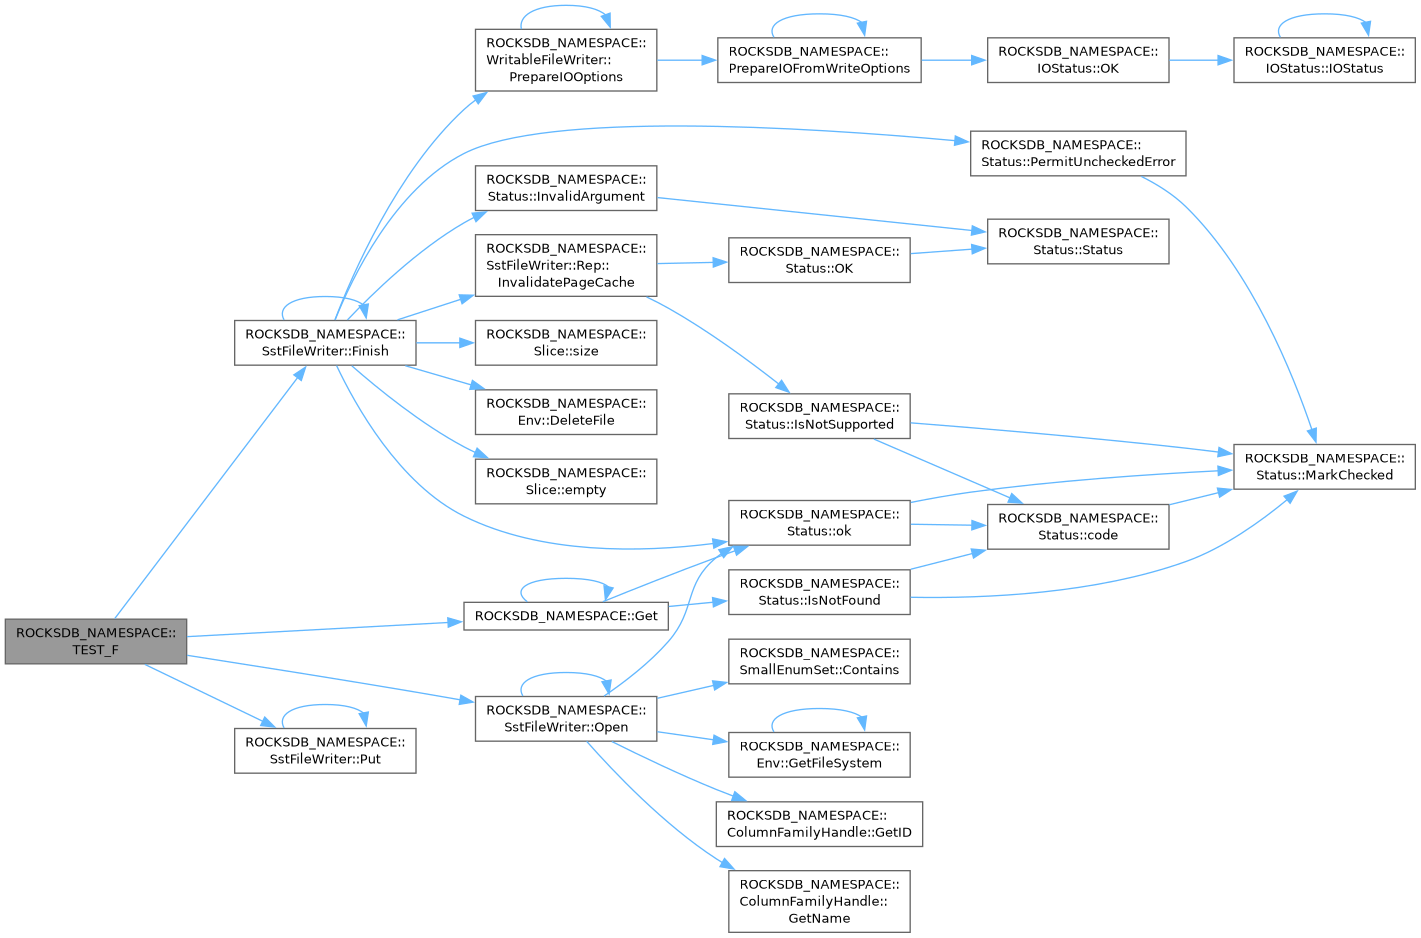 ROCKSDB_NAMESPACE::
WritableFileWriter::
PrepareIOOptions
ROCKSDB_NAMESPACE::
PrepareIOFromWriteOptions
ROCKSDB_NAMESPACE::
IOStatus::OK
ROCKSDB_NAMESPACE::
IOStatus::IOStatus
ROCKSDB_NAMESPACE::
Status::PermitUncheckedError
ROCKSDB_NAMESPACE::
Status::InvalidArgument
ROCKSDB_NAMESPACE::
Status::Status
ROCKSDB_NAMESPACE::
SstFileWriter::Rep::
InvalidatePageCache
ROCKSDB_NAMESPACE::
Status::OK
ROCKSDB_NAMESPACE::
SstFileWriter::Finish
ROCKSDB_NAMESPACE::
Slice::size
ROCKSDB_NAMESPACE::
Env::DeleteFile
ROCKSDB_NAMESPACE::
Status::IsNotSupported
ROCKSDB_NAMESPACE::
Slice::empty
ROCKSDB_NAMESPACE::
Status::MarkChecked
ROCKSDB_NAMESPACE::
Status::ok
ROCKSDB_NAMESPACE::
Status::code
ROCKSDB_NAMESPACE::
Status::IsNotFound
ROCKSDB_NAMESPACE::Get
ROCKSDB_NAMESPACE::
TEST_F
ROCKSDB_NAMESPACE::
SmallEnumSet::Contains
ROCKSDB_NAMESPACE::
SstFileWriter::Open
ROCKSDB_NAMESPACE::
SstFileWriter::Put
ROCKSDB_NAMESPACE::
Env::GetFileSystem
ROCKSDB_NAMESPACE::
ColumnFamilyHandle::GetID
ROCKSDB_NAMESPACE::
ColumnFamilyHandle::
GetName